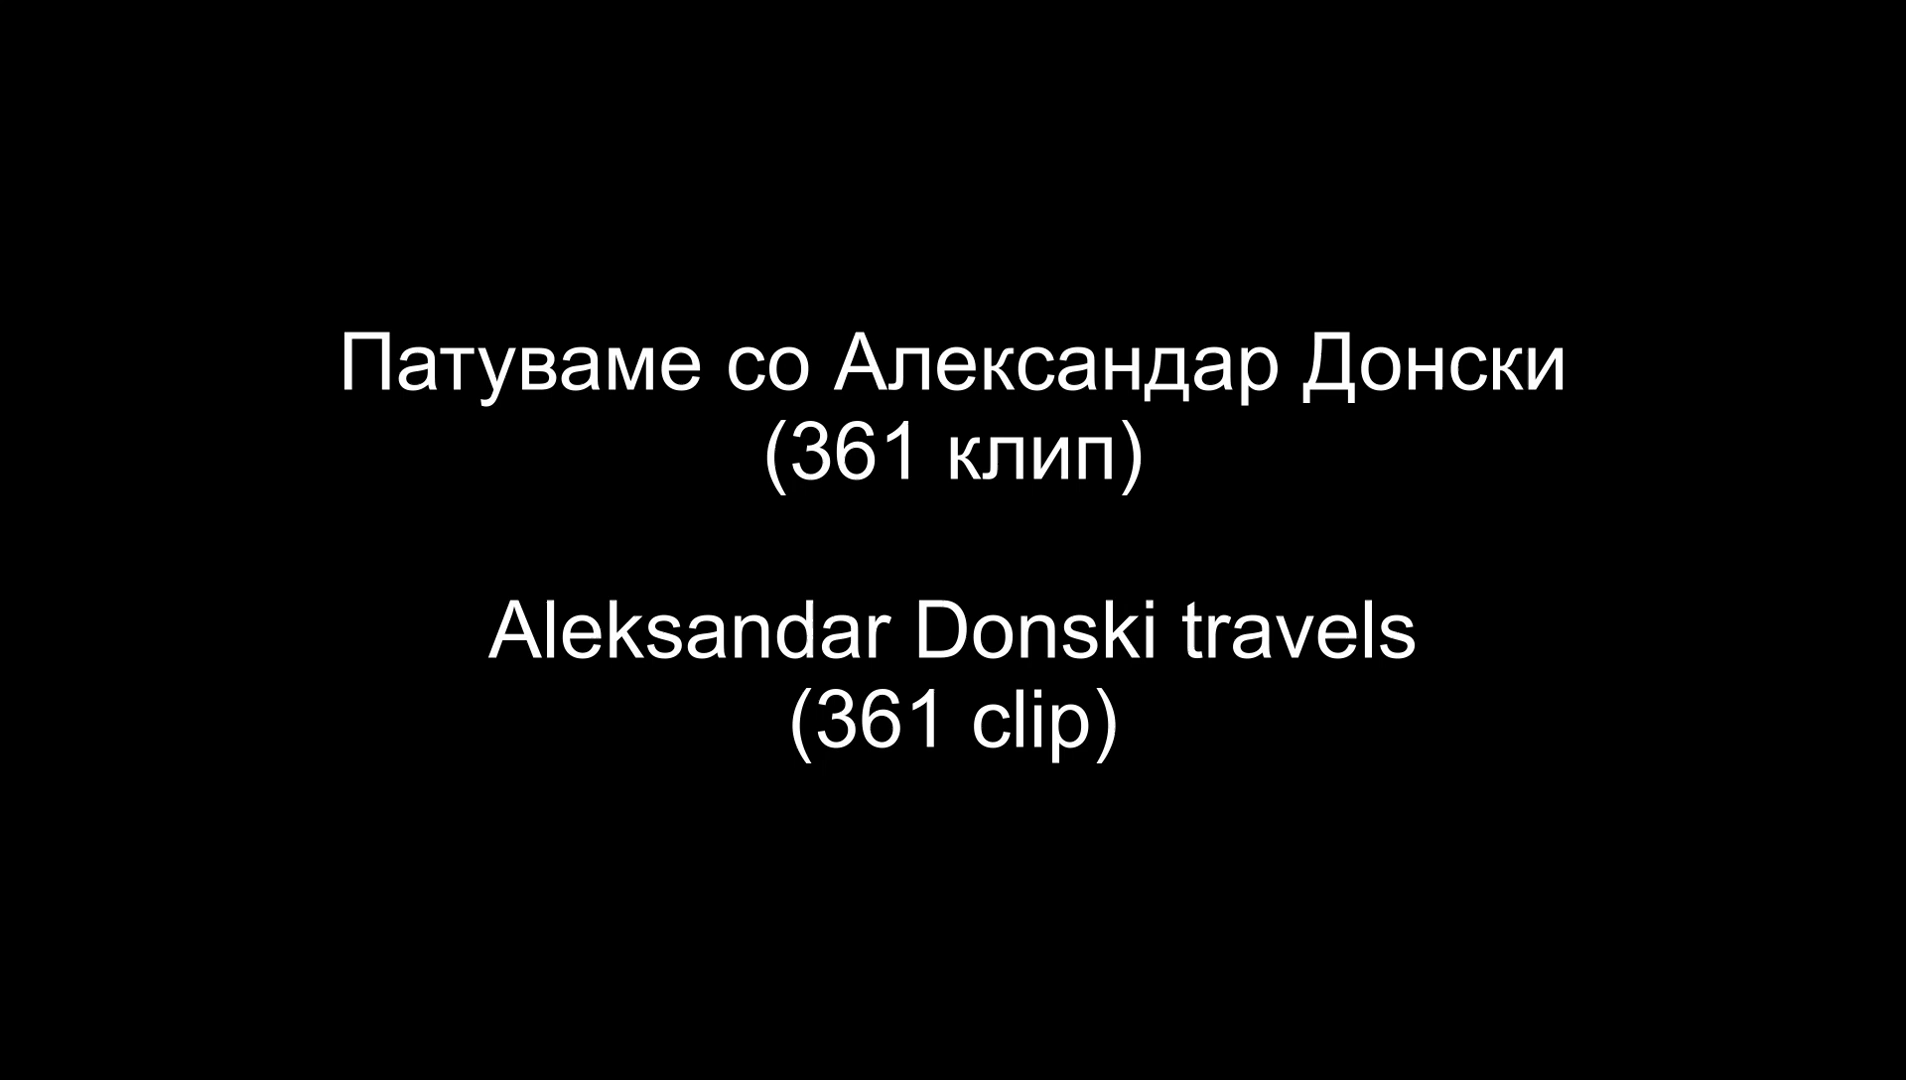 Патуваме со Александар Донски
(361 клип)
Aleksandar Donski travels
(361 clip)